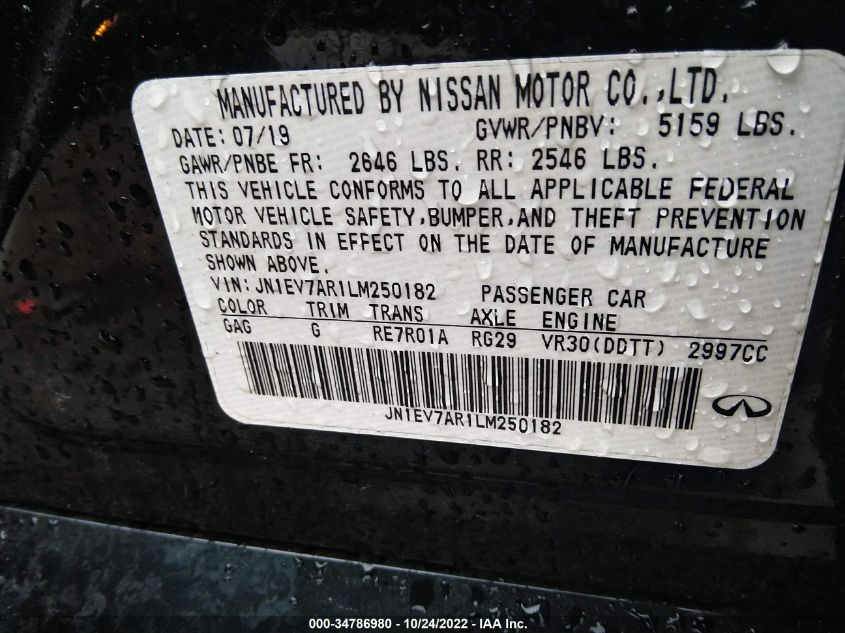 MANUFACTURED BY NISSAN MOTOR CO.,LTD.
DATE: 07/19 GVWR/PNBV: 5159 LBS.
GAWR/PNBE FR: 2646 LBS. RR: 2546 LBS.
THIS VEHICLE CONFORMS TO ALL APPLICABLE FEDERAL
MOTOR VEHICLE SAFETY,BUMPER,AND THEFT PREVENTION
STANDARDS IN EFFECT ON THE DATE OF MANUFACTURE
SHOWN ABOVE.
VIN:JN1EV7AR1LM250182 PASSENGER CAR
COLOR TRIM TRANS AXLE ENGINE
GAG G RE7R01A RG29 VR30(DDTT) 2997CC
JN1EV7AR1LM250182
000-34786980 - 10/24/2022 - IAA Inc.